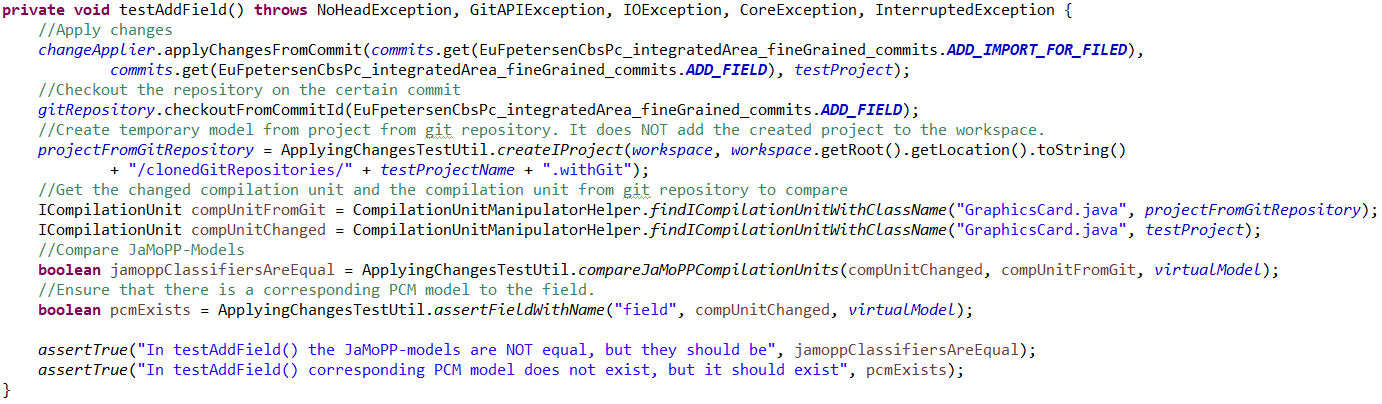 private void testAddField() throws NoHeadException, GitAPIException, IOException, CoreException, InterruptedException {
//Apply changes
changeApplier.applyChangesFromCommit(commits.get(EuFpetersenCbsPc_integratedArea_fineGrained_commits.ADD_IMPORT_FOR_FILED),
commits.get(EuFpetersenCbsPc_integratedArea_fineGrained_commits.ADD_FIELD), testProject);
//Checkout the repository on the certain commit
gitRepository.checkoutFromCommitId(EuFpetersenCbsPc_integratedArea_fineGrained_commits.ADD_FIELD);
//Create temporary model from project from git repository. It does NOT add the created project to the workspace.
projectFromGitRepository = ApplyingChangesTestUtil.createIProject(workspace, workspace.getRoot().getLocation().toString()
+ "/clonedGitRepositories/" + testProjectName + ".withGit");
//Get the changed compilation unit and the compilation unit from git repository to compare
ICompilationUnit compUnitFromGit = CompilationUnitManipulatorHelper.findICompilationUnitWithClassName("GraphicsCard.java", projectFromGitRepository);
ICompilationUnit compUnitChanged = CompilationUnitManipulatorHelper.findICompilationUnitWithClassName("GraphicsCard.java", testProject);
//Compare JaMoPP-Models
boolean jamoppClassifiersAreEqual = ApplyingChangesTestUtil.compareJaMoPPCompilationUnits(compUnitChanged, compUnitFromGit, virtualModel);
//Ensure that there is a corresponding PCM model to the field.
boolean pcmExists = ApplyingChangesTestUtil.assertFieldWithName("field", compUnitChanged, virtualModel);
assertTrue("In testAddField() the JaMoPP-models are NOT equal, but they should be", jamoppClassifiersAreEqual);
assertTrue("In testAddField() corresponding PCM model does not exist, but it should exist", pcmExists);
}